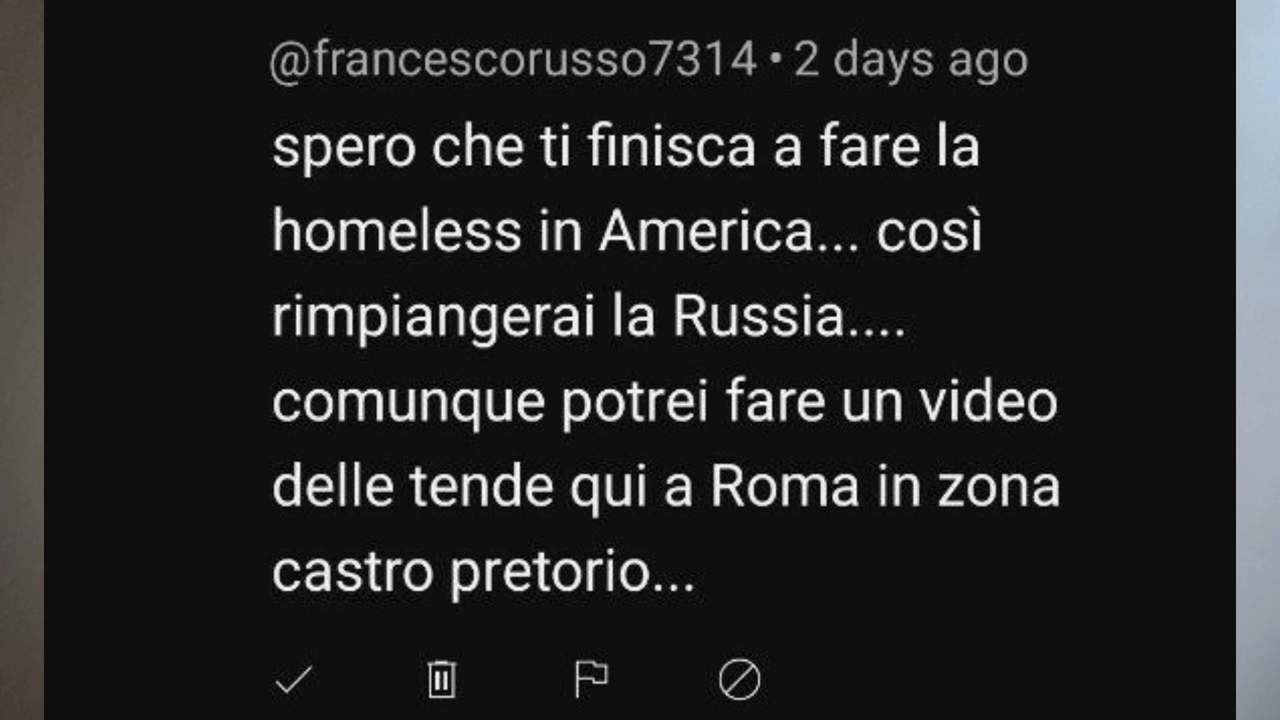 @francescorusso7314 • 2 days ago
spero che ti finisca a fare la
homeless in America... così
rimpiangerai la Russia....
comunque potrei fare un video
delle tende qui a Roma in zona
castro pretorio...